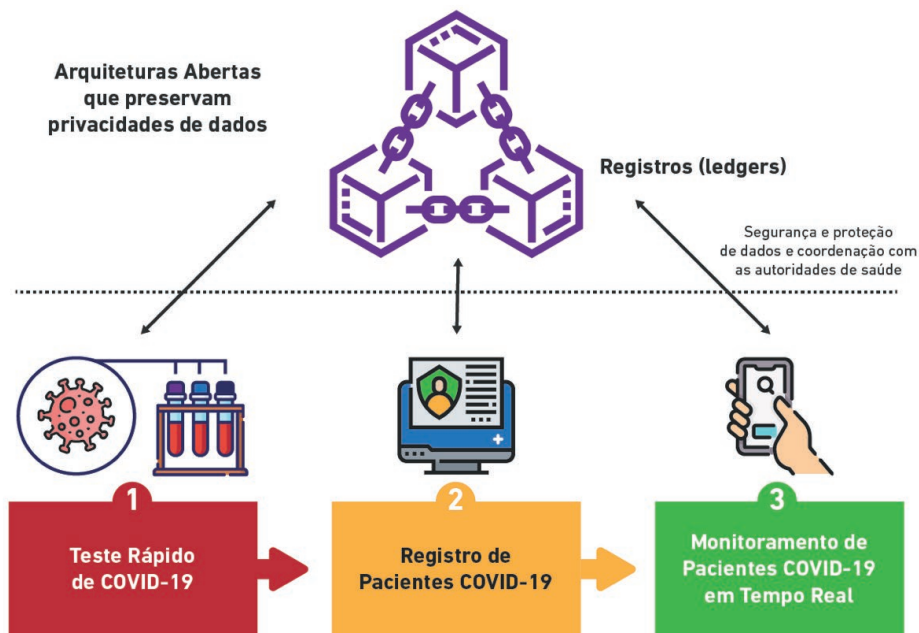 Arquiteturas Abertas
que preservam
privacidades de dados
Registros (ledgers)
Segurança e proteção
de dados e coordenação com
as autoridades de saúde
1
Teste Rápido
de COVID-19
2
Registro de
Pacientes COVID-19
3
Monitoramento de
Pacientes COVID-19
em Tempo Real